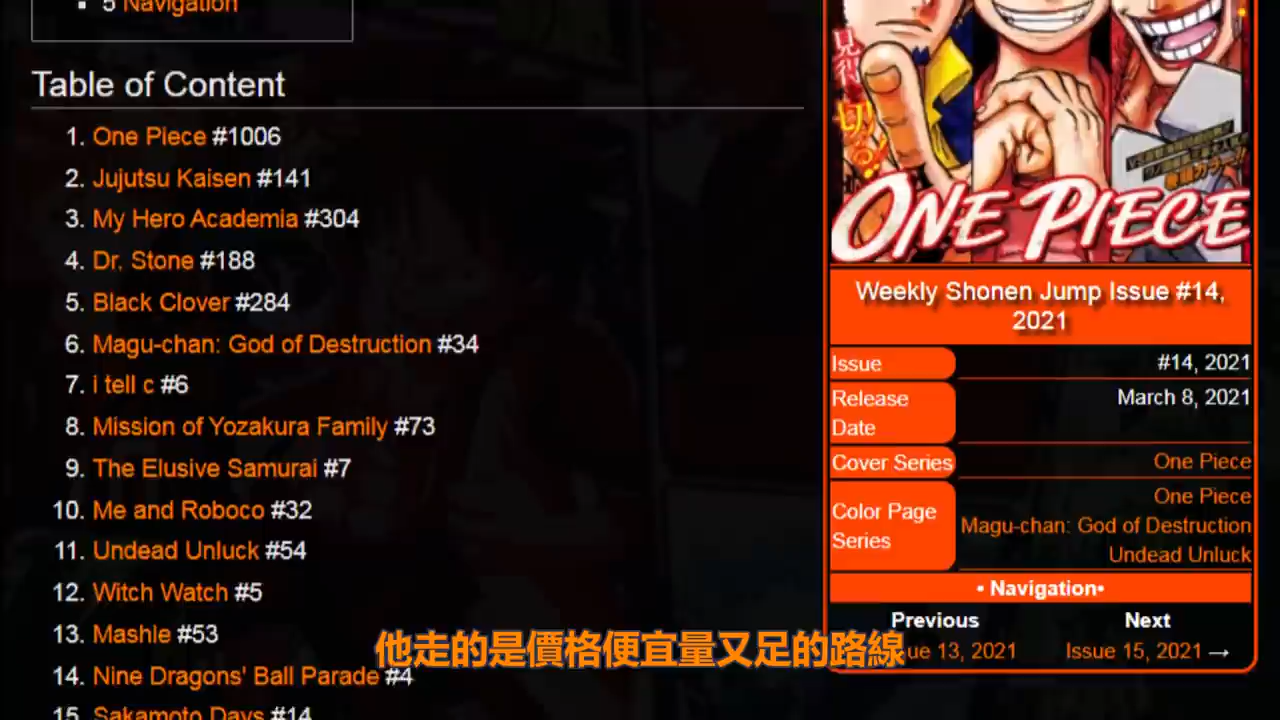 5 Navigation
Table of Content
1. One Piece #1006
2. Jujutsu Kaisen #141
3. My Hero Academia #304
4. Dr. Stone #188
5. Black Clover #284
6. Magu-chan: God of Destruction #34
7. i tell c #6
8. Mission of Yozakura Family #73
9. The Elusive Samurai #7
10. Me and Roboco #32
11. Undead Unluck #54
12. Witch Watch #5
13. Mashle #53
14. Nine Dragons' Ball Parade #4
15. Sakamoto Days #14
見得
切る!
ONE PIECE
Weekly Shonen Jump Issue #14,
2021
Issue #14, 2021
Release
Date
March 8, 2021
Cover Series One Piece
Color Page
Series
One Piece
Magu-chan: God of Destruction
Undead Unluck
• Navigation•
Previous Next
ue 13, 2021 Issue 15, 2021 →
他走的是價格便宜量又足的路線